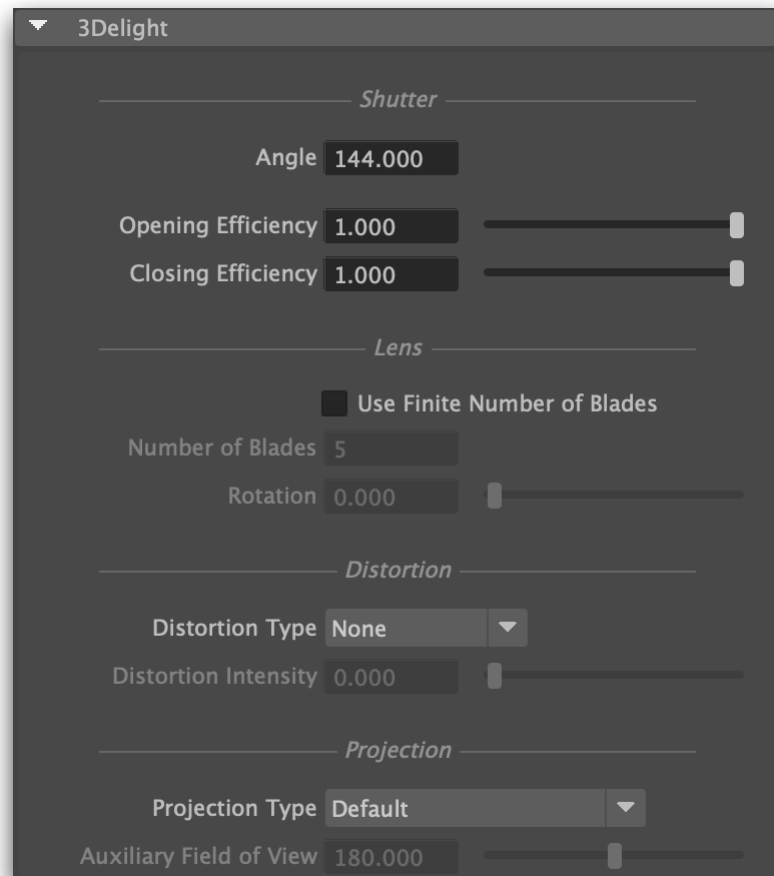 3Delight
Shutter
Angle 144.000
Opening Efficiency 1.000
Closing Efficiency 1.000
Lens
Use Finite Number of Blades
Number of Blades 5
Rotation 0.000
Distortion
Distortion Type None
Distortion Intensity 0.000
Projection
Projection Type Default
Auxiliary Field of View 180.000